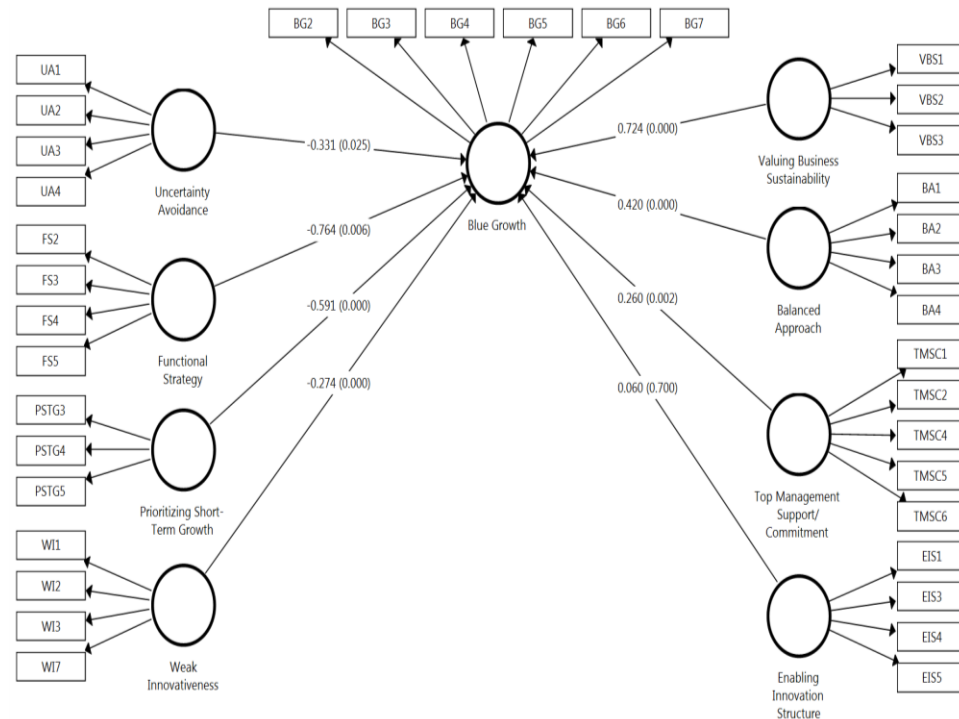 BG2
BG3
BG4
BG5
BG6
BG7
UA1
UA2
UA3
UA4
Uncertainty
Avoidance
-0.331 (0.025)
FS2
FS3
FS4
FS5
Functional
Strategy
-0.764 (0.006)
PSTG3
PSTG4
PSTG5
Prioritizing Short-
Term Growth
-0.591 (0.000)
WI1
WI2
WI3
WI7
Weak
Innovativeness
-0.274 (0.000)
Blue Growth
0.724 (0.000)
Valuing Business
Sustainability
VBS1
VBS2
VBS3
0.420 (0.000)
Balanced
Approach
BA1
BA2
BA3
BA4
0.260 (0.002)
Top Management
Support/
Commitment
TMSC1
TMSC2
TMSC4
TMSC5
TMSC6
0.060 (0.700)
Enabling
Innovation
Structure
EIS1
EIS3
EIS4
EIS5